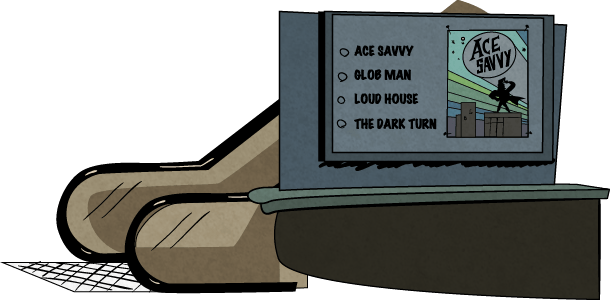 ACE SAVVY
GLOB MAN
LOUD HOUSE
THE DARK TURN
ACE
SAVVY